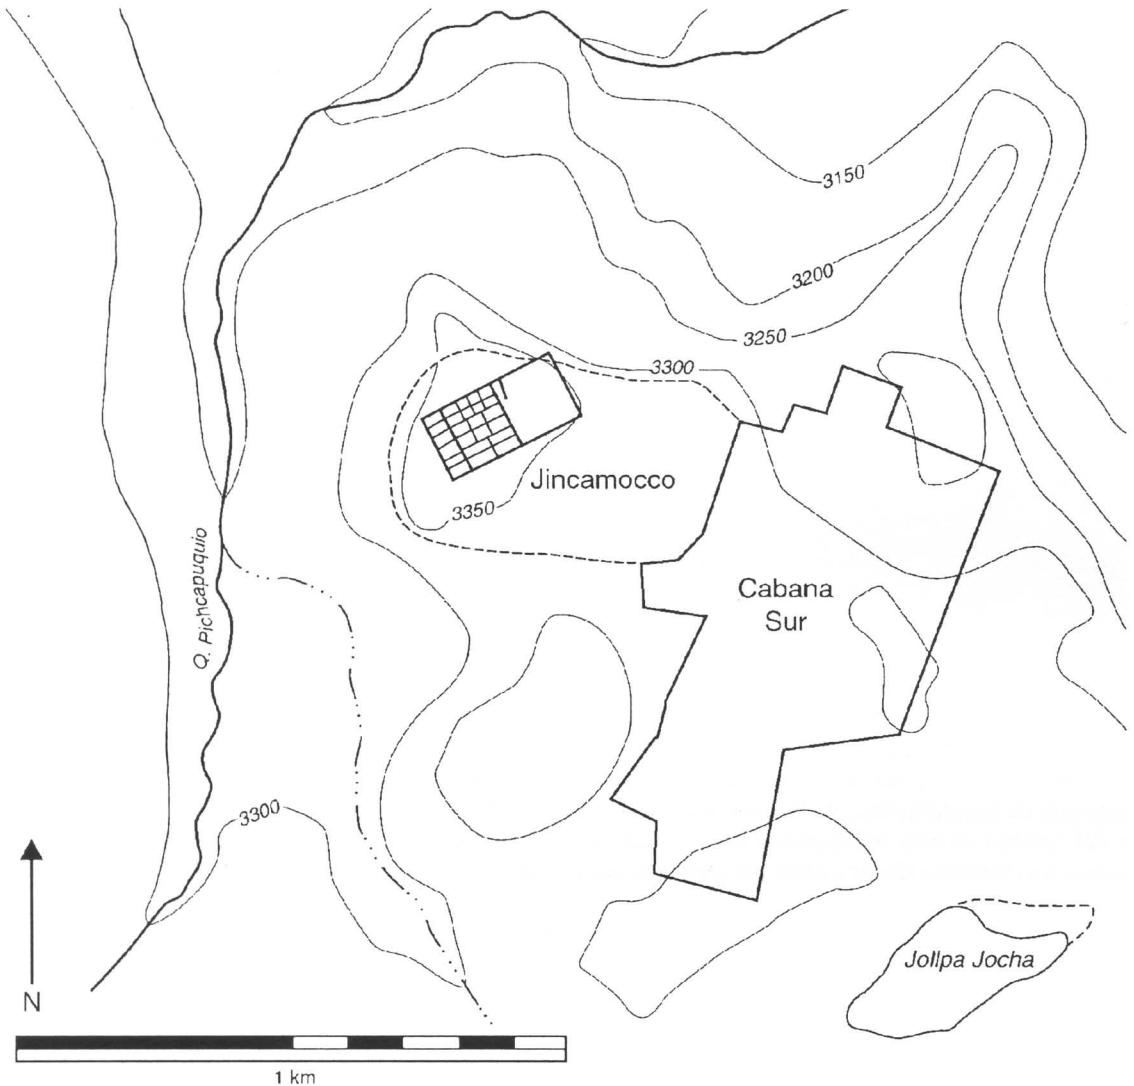 3150
3200
3250
3300
Jincamocco
3350
Cabana
Sur
Q. Pichcapuquio
3300
Jollpa Jocha
N
1 km